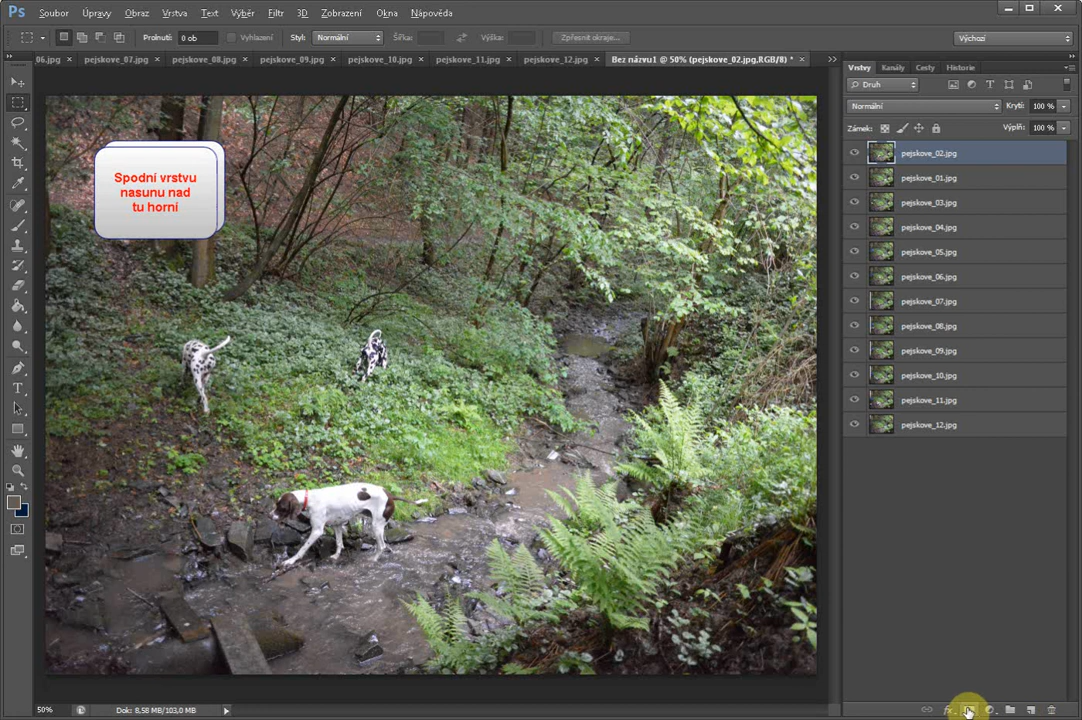 Ps Soubor Úpravy Obraz Vrstva Text Výběr Filtr 3D Zobrazení Okna Nápověda
Prolnutí: 0 ob Vyhlazení Styl: Normální Šířka: Výška: Zpřesnit okraje... Výchozí
06.jpg × pejskove_07.jpg × pejskove_08.jpg × pejskove_09.jpg × pejskove_10.jpg × pejskove_11.jpg × pejskove_12.jpg × Bez názvu1 @ 50% (pejskove_02.jpg,RGB/8) * ×
Vrstvy Kanály Cesty Historie
Druh
Normální Krytí: 100 %
Zámek: Výplň: 100 %
pejskove_02.jpg
pejskove_01.jpg
pejskove_03.jpg
pejskove_04.jpg
pejskove_05.jpg
pejskove_06.jpg
pejskove_07.jpg
pejskove_08.jpg
pejskove_09.jpg
pejskove_10.jpg
pejskove_11.jpg
pejskove_12.jpg
Spodní vrstvu
nasunu nad
tu horní
50% Dok: 8,58 MB/103,0 MB
fx